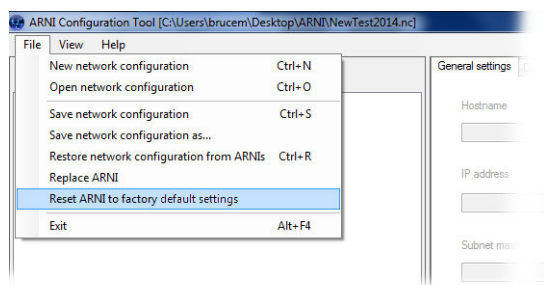 ARNI Configuration Tool [C:\Users\brucem\Desktop\ARNI\NewTest2014.nc]
File View Help
New network configuration Ctrl+N
Open network configuration Ctrl+O
Save network configuration Ctrl+S
Save network configuration as...
Restore network configuration from ARNIs Ctrl+R
Replace ARNI
Reset ARNI to factory default settings
Exit Alt+F4
General settings
Hostname
IP address
Subnet